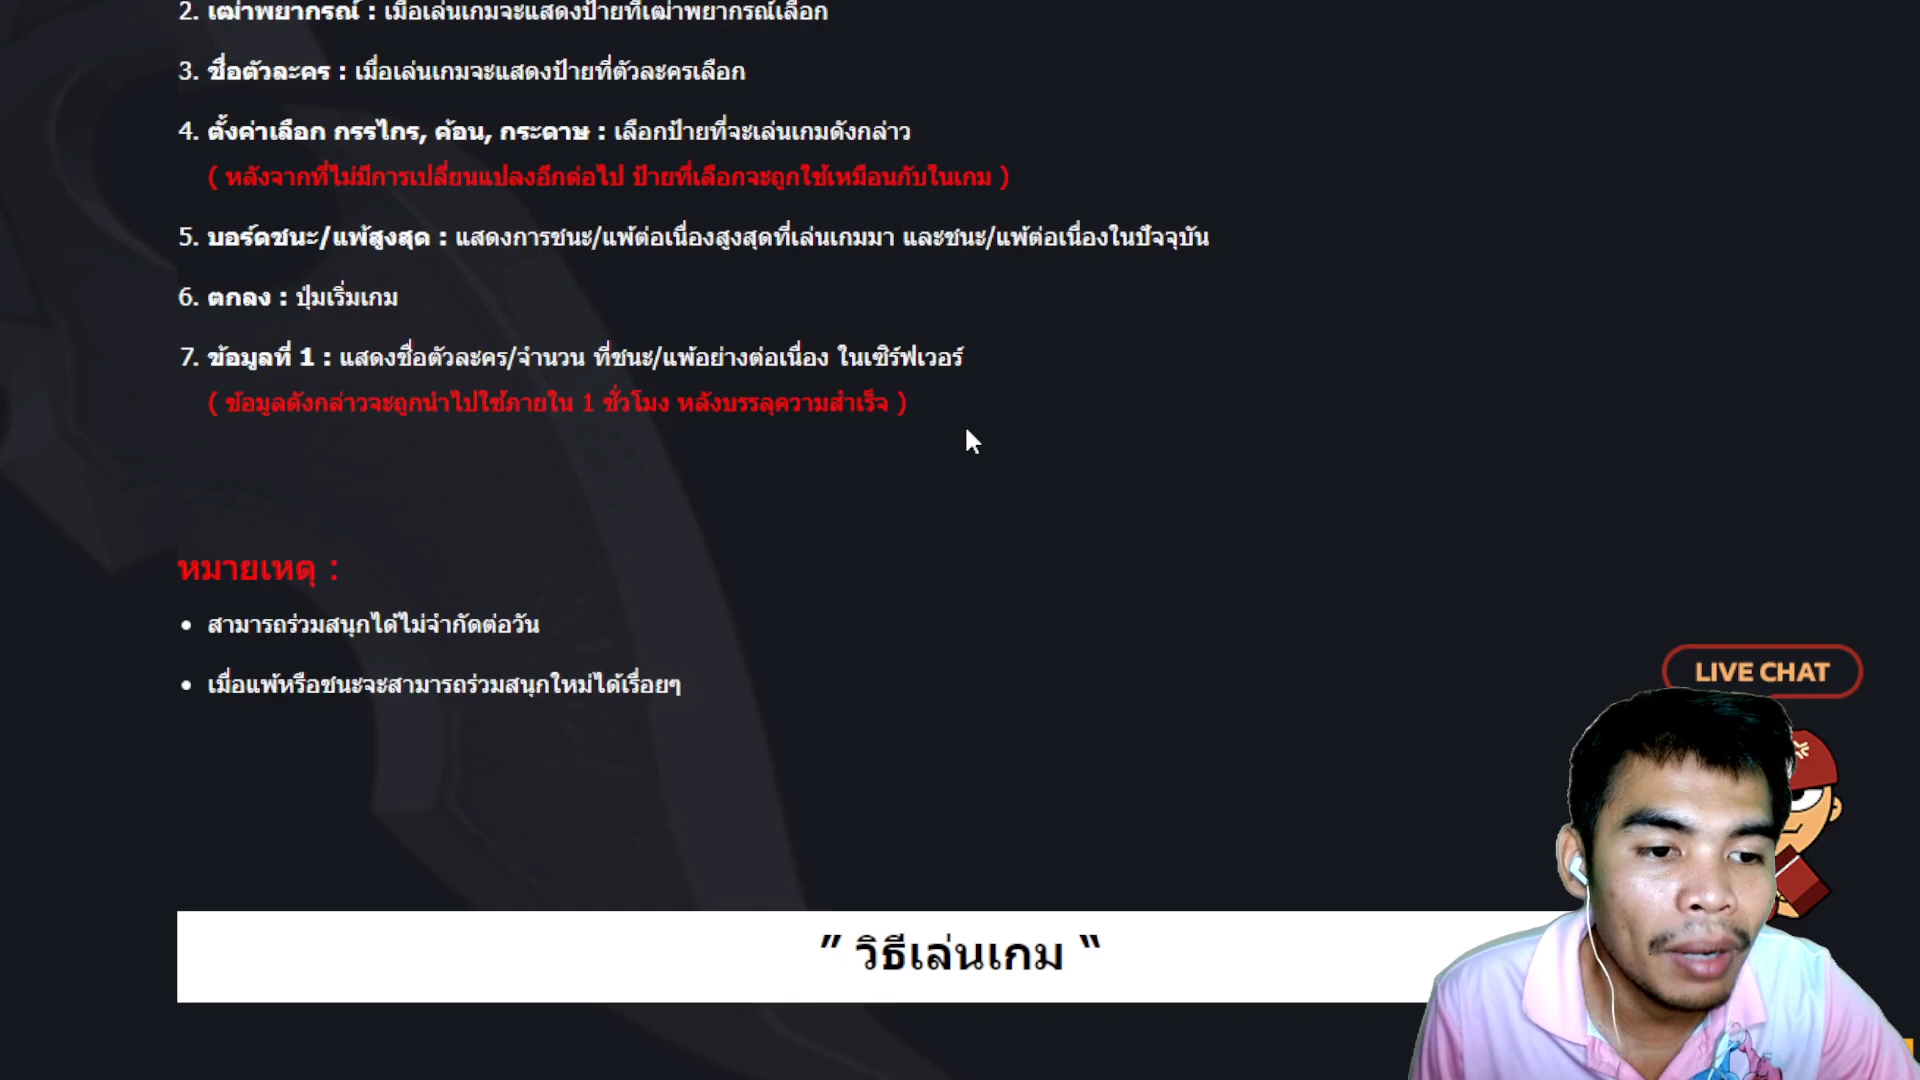 2. เฒ่าพยากรณ์ : เมื่อเล่นเกมจะแสดงป้ายที่เฒ่าพยากรณ์เลือก
3. ชื่อตัวละคร : เมื่อเล่นเกมจะแสดงป้ายที่ตัวละครเลือก
4. ตั้งค่าเลือก กรรไกร, ค้อน, กระดาษ : เลือกป้ายที่จะเล่นเกมดังกล่าว
( หลังจากที่ไม่มีการเปลี่ยนแปลงอีกต่อไป ป้ายที่เลือกจะถูกใช้เหมือนกับในเกม )
5. บอร์ดชนะ/แพ้สูงสุด : แสดงการชนะ/แพ้ต่อเนื่องสูงสุดที่เล่นเกมมา และชนะ/แพ้ต่อเนื่องในปัจจุบัน
6. ตกลง : ปุ่มเริ่มเกม
7. ข้อมูลที่ 1 : แสดงชื่อตัวละคร/จำนวน ที่ชนะ/แพ้อย่างต่อเนื่อง ในเซิร์ฟเวอร์
( ข้อมูลดังกล่าวจะถูกนำไปใช้ภายใน 1 ชั่วโมง หลังบรรลุความสำเร็จ )
หมายเหตุ :
• สามารถร่วมสนุกได้ไม่จำกัดต่อวัน
• เมื่อแพ้หรือชนะจะสามารถร่วมสนุกใหม่ได้เรื่อยๆ
LIVE CHAT
” วิธีเล่นเกม “